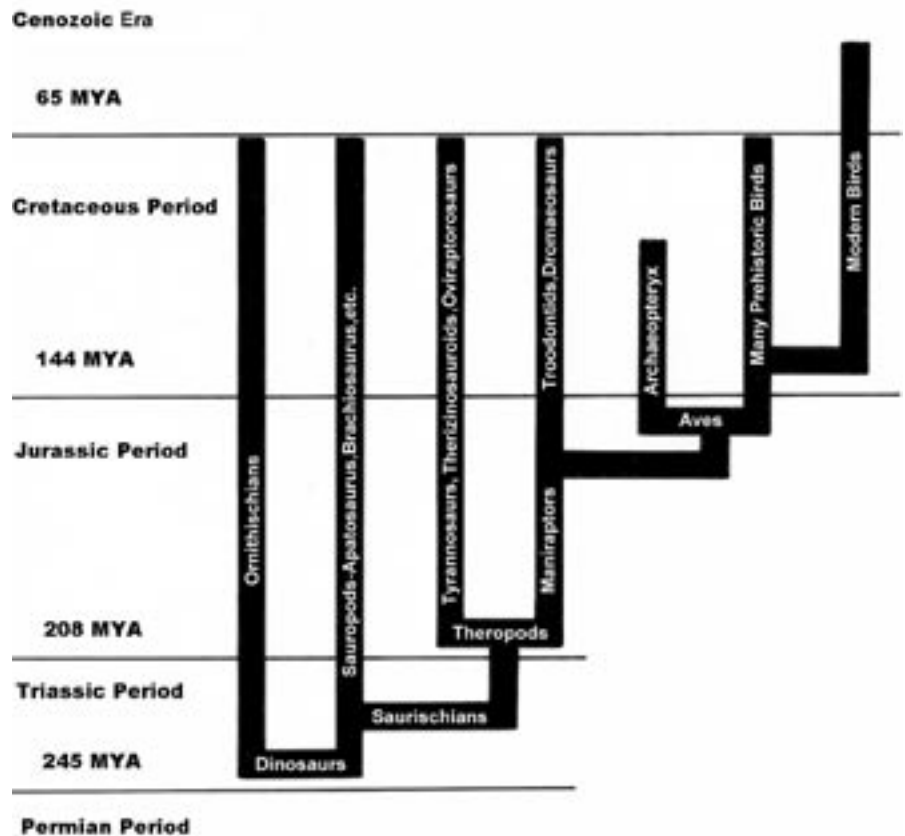 Cenozoic Era
65 MYA
Cretaceous Period
144 MYA
Jurassic Period
208 MYA
Triassic Period
245 MYA
Permian Period
Ornithischians
Sauropods-Apatosaurus,Brachiosaurus,etc.
Tyrannosaurs, Therizinosauroids,Oviraptorosaurs
Troodontids,Dromaeosaurs
Maniraptors
Archaeopteryx
Many Prehistoric Birds
Modern Birds
Aves
Theropods
Saurischians
Dinosaurs